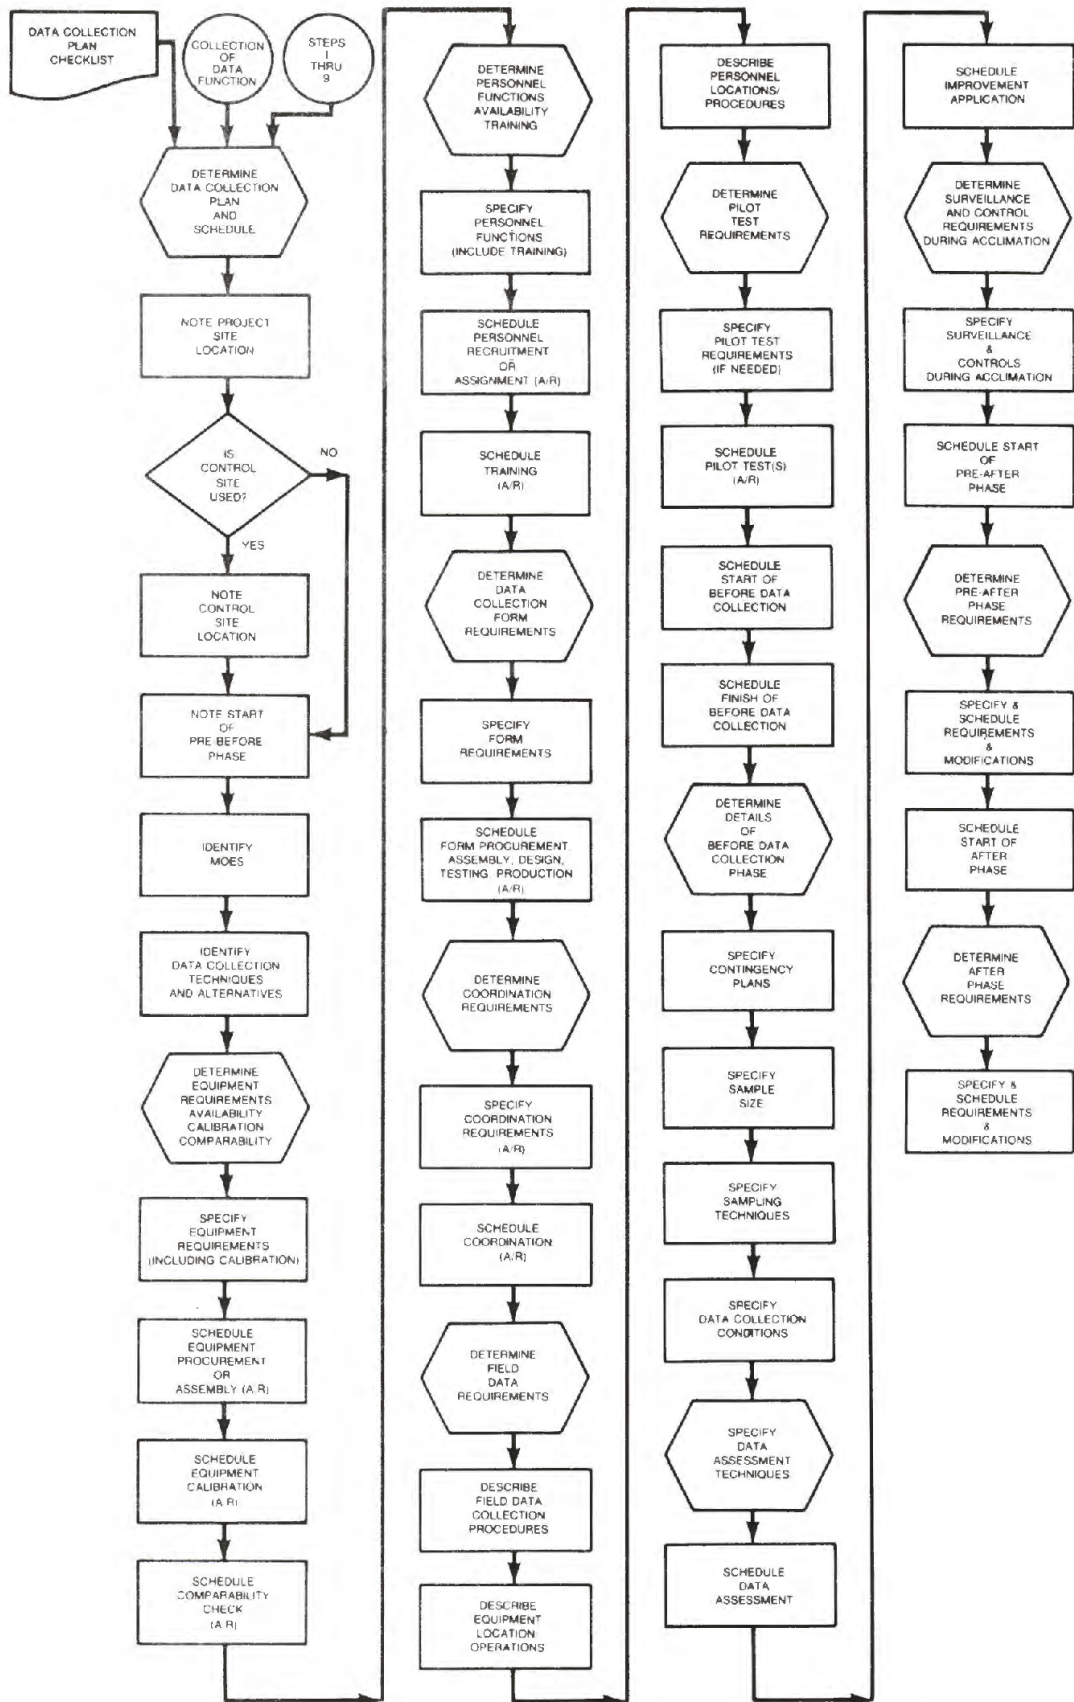 DATA COLLECTION
PLAN
CHECKLIST
COLLECTION
OF
DATA
FUNCTION
STEPS
1
THRU
9
DETERMINE
DATA COLLECTION
PLAN
AND
SCHEDULE
NOTE PROJECT
SITE
LOCATION
IS
CONTROL
SITE
USED?
NO
YES
NOTE
CONTROL
SITE
LOCATION
NOTE START
OF
PRE-BEFORE
PHASE
IDENTIFY
MOES
IDENTIFY
DATA COLLECTION
TECHNIQUES
AND ALTERNATIVES
DETERMINE
EQUIPMENT
REQUIREMENTS
AVAILABILITY
CALIBRATION
COMPARABILITY
SPECIFY
EQUIPMENT
REQUIREMENTS
(INCLUDING CALIBRATION)
SCHEDULE
EQUIPMENT
PROCUREMENT
OR
ASSEMBLY (A/R)
SCHEDULE
EQUIPMENT
CALIBRATION
(A/R)
SCHEDULE
COMPARABILITY
CHECK
(A/R)
DETERMINE
PERSONNEL
FUNCTIONS
AVAILABILITY
TRAINING
SPECIFY
PERSONNEL
FUNCTIONS
(INCLUDE TRAINING)
SCHEDULE
PERSONNEL
RECRUITMENT
OR
ASSIGNMENT (A/R)
SCHEDULE
TRAINING
(A/R)
DETERMINE
DATA
COLLECTION
FORM
REQUIREMENTS
SPECIFY
FORM
REQUIREMENTS
SCHEDULE
FORM PROCUREMENT,
ASSEMBLY, DESIGN,
TESTING, PRODUCTION
(A/R)
DETERMINE
COORDINATION
REQUIREMENTS
SPECIFY
COORDINATION
REQUIREMENTS
(A/R)
SCHEDULE
COORDINATION
(A/R)
DETERMINE
FIELD
DATA
REQUIREMENTS
DESCRIBE
FIELD DATA
COLLECTION
PROCEDURES
DESCRIBE
EQUIPMENT
LOCATION
OPERATIONS
DESCRIBE
PERSONNEL
LOCATIONS/
PROCEDURES
DETERMINE
PILOT
TEST
REQUIREMENTS
SPECIFY
PILOT TEST
REQUIREMENTS
(IF NEEDED)
SCHEDULE
PILOT TEST(S)
(A/R)
SCHEDULE
START OF
BEFORE DATA
COLLECTION
SCHEDULE
FINISH OF
BEFORE DATA
COLLECTION
DETERMINE
DETAILS
OF
BEFORE DATA
COLLECTION
PHASE
SPECIFY
CONTINGENCY
PLANS
SPECIFY
SAMPLE
SIZE
SPECIFY
SAMPLING
TECHNIQUES
SPECIFY
DATA COLLECTION
CONDITIONS
SPECIFY
DATA
ASSESSMENT
TECHNIQUES
SCHEDULE
DATA
ASSESSMENT
SCHEDULE
IMPROVEMENT
APPLICATION
DETERMINE
SURVEILLANCE
AND CONTROL
REQUIREMENTS
DURING ACCLIMATION
SPECIFY
SURVEILLANCE
&
CONTROLS
DURING ACCLIMATION
SCHEDULE START
OF
PRE-AFTER
PHASE
DETERMINE
PRE-AFTER
PHASE
REQUIREMENTS
SPECIFY &
SCHEDULE
REQUIREMENTS
&
MODIFICATIONS
SCHEDULE
START OF
AFTER
PHASE
DETERMINE
AFTER
PHASE
REQUIREMENTS
SPECIFY &
SCHEDULE
REQUIREMENTS
&
MODIFICATIONS